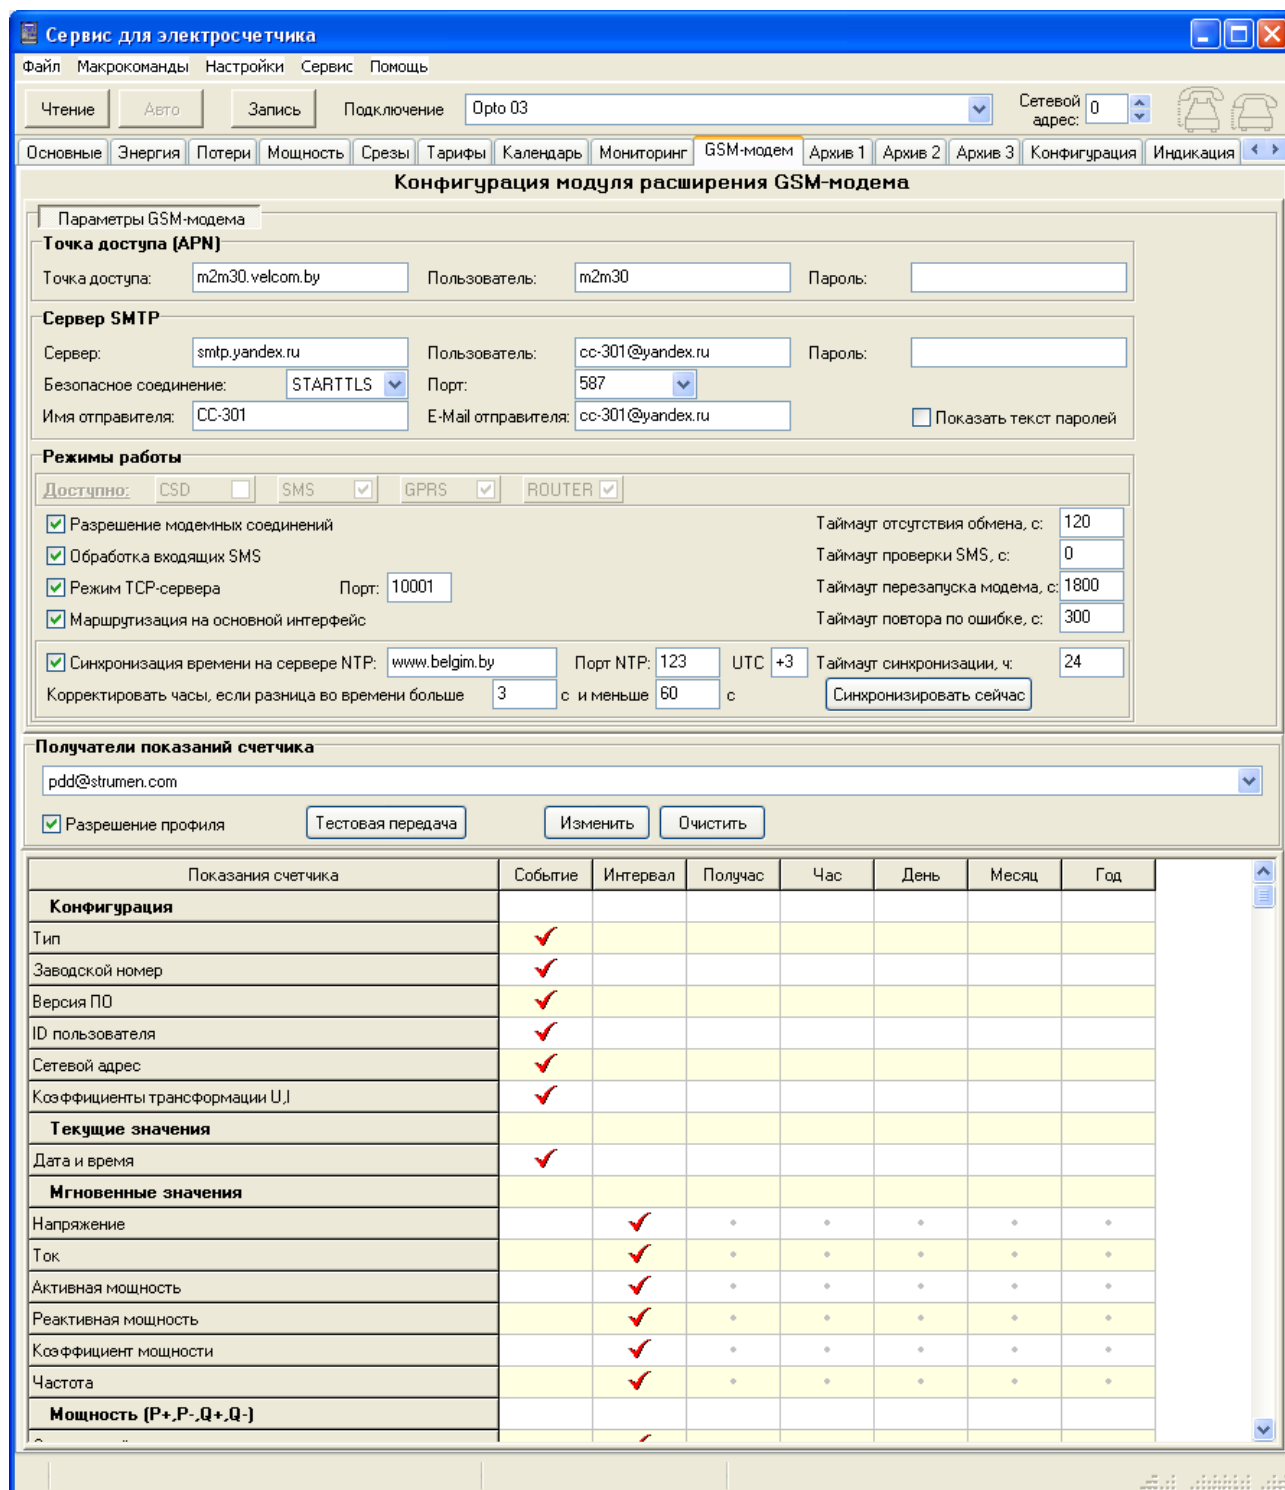 Сервис для электросчетчика
Файл Макрокоманды Настройки Сервис Помощь
Чтение Авто Запись Подключение Opto 03 Сетевой адрес: 0
Основные Энергия Потери Мощность Срезы Тарифы Календарь Мониторинг GSM-модем Архив 1 Архив 2 Архив 3 Конфигурация Индикация
Конфигурация модуля расширения GSM-модема
Параметры GSM-модема
Точка доступа (APN)
Точка доступа: m2m30.velcom.by Пользователь: m2m30 Пароль:
Сервер SMTP
Сервер: smtp.yandex.ru Пользователь: cc-301@yandex.ru Пароль:
Безопасное соединение: STARTTLS Порт: 587
Имя отправителя: CC-301 E-Mail отправителя: cc-301@yandex.ru Показать текст паролей
Режимы работы
Доступно: CSD SMS GPRS ROUTER
Разрешение модемных соединений Таймаут отсутствия обмена, с: 120
Обработка входящих SMS Таймаут проверки SMS, с: 0
Режим TCP-сервера Порт: 10001 Таймаут перезапуска модема, с: 1800
Маршрутизация на основной интерфейс Таймаут повтора по ошибке, с: 300
Синхронизация времени на сервере NTP: www.belgim.by Порт NTP: 123 UTC +3 Таймаут синхронизации, ч: 24
Корректировать часы, если разница во времени больше 3 с и меньше 60 с Синхронизировать сейчас
Получатели показаний счетчика
pdd@strumen.com
Разрешение профиля Тестовая передача Изменить Очистить
Показания счетчика Событие Интервал Получас Час День Месяц Год
Конфигурация
Тип
Заводской номер
Версия ПО
ID пользователя
Сетевой адрес
Коэффициенты трансформации U,I
Текущие значения
Дата и время
Мгновенные значения
Напряжение
Ток
Активная мощность
Реактивная мощность
Коэффициент мощности
Частота
Мощность (P+,P-,Q+,Q-)